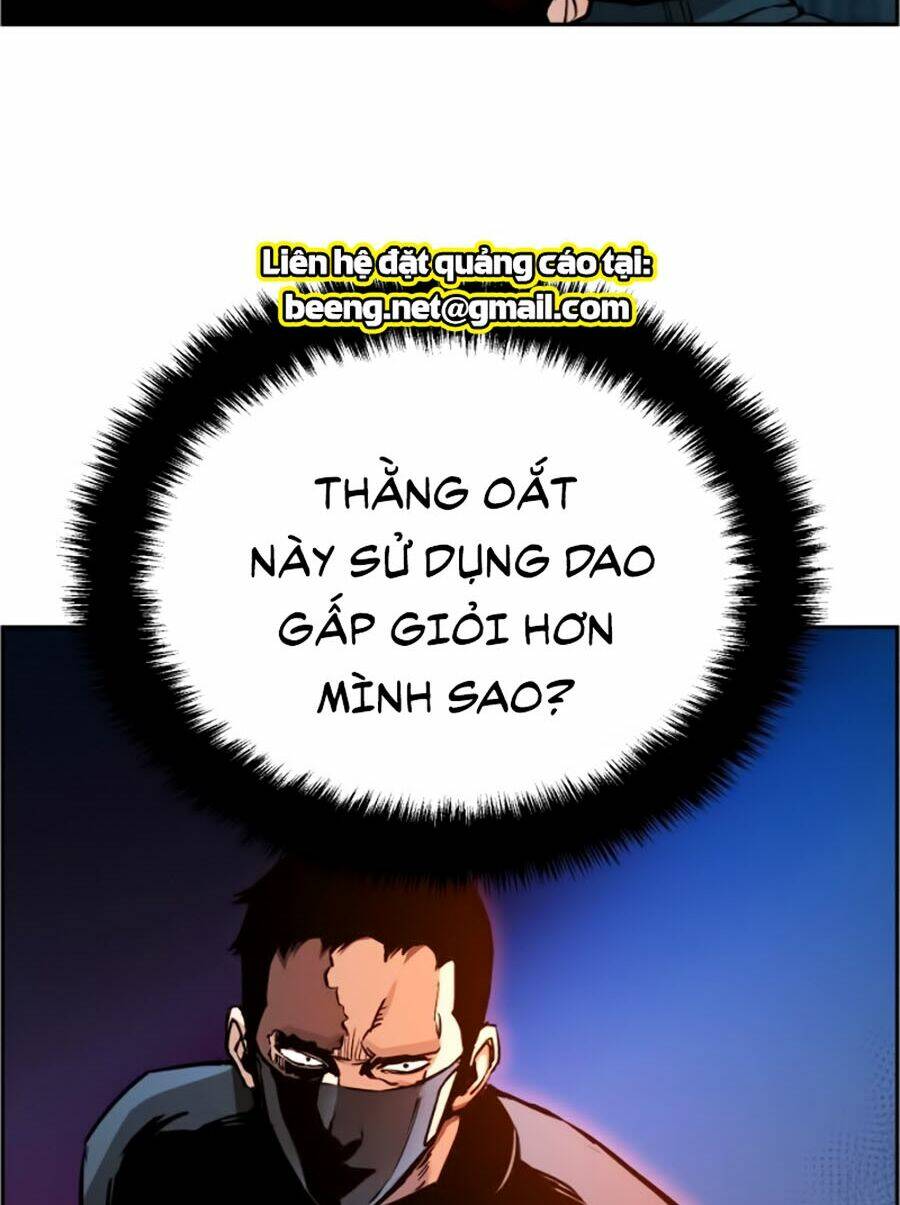 Liên hệ đặt quảng cáo tại:
beeng.net@gmail.com
THẰNG OẮT
NÀY SỬ DỤNG DAO
GẤP GIỎI HƠN
MÌNH SAO?